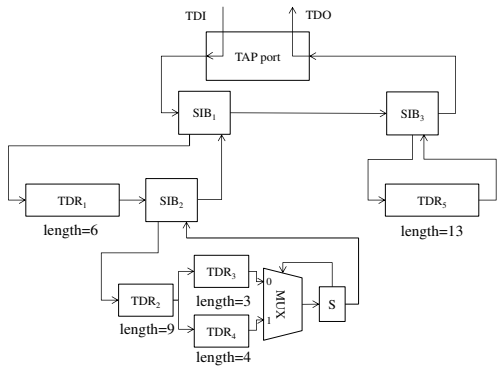 TDI TDO
TAP port
SIB₁ SIB₃
TDR₁ SIB₂ TDR₅
length=6 length=13
TDR₂ TDR₃ 0 MUX S
length=3
length=9 TDR₄ 1
length=4